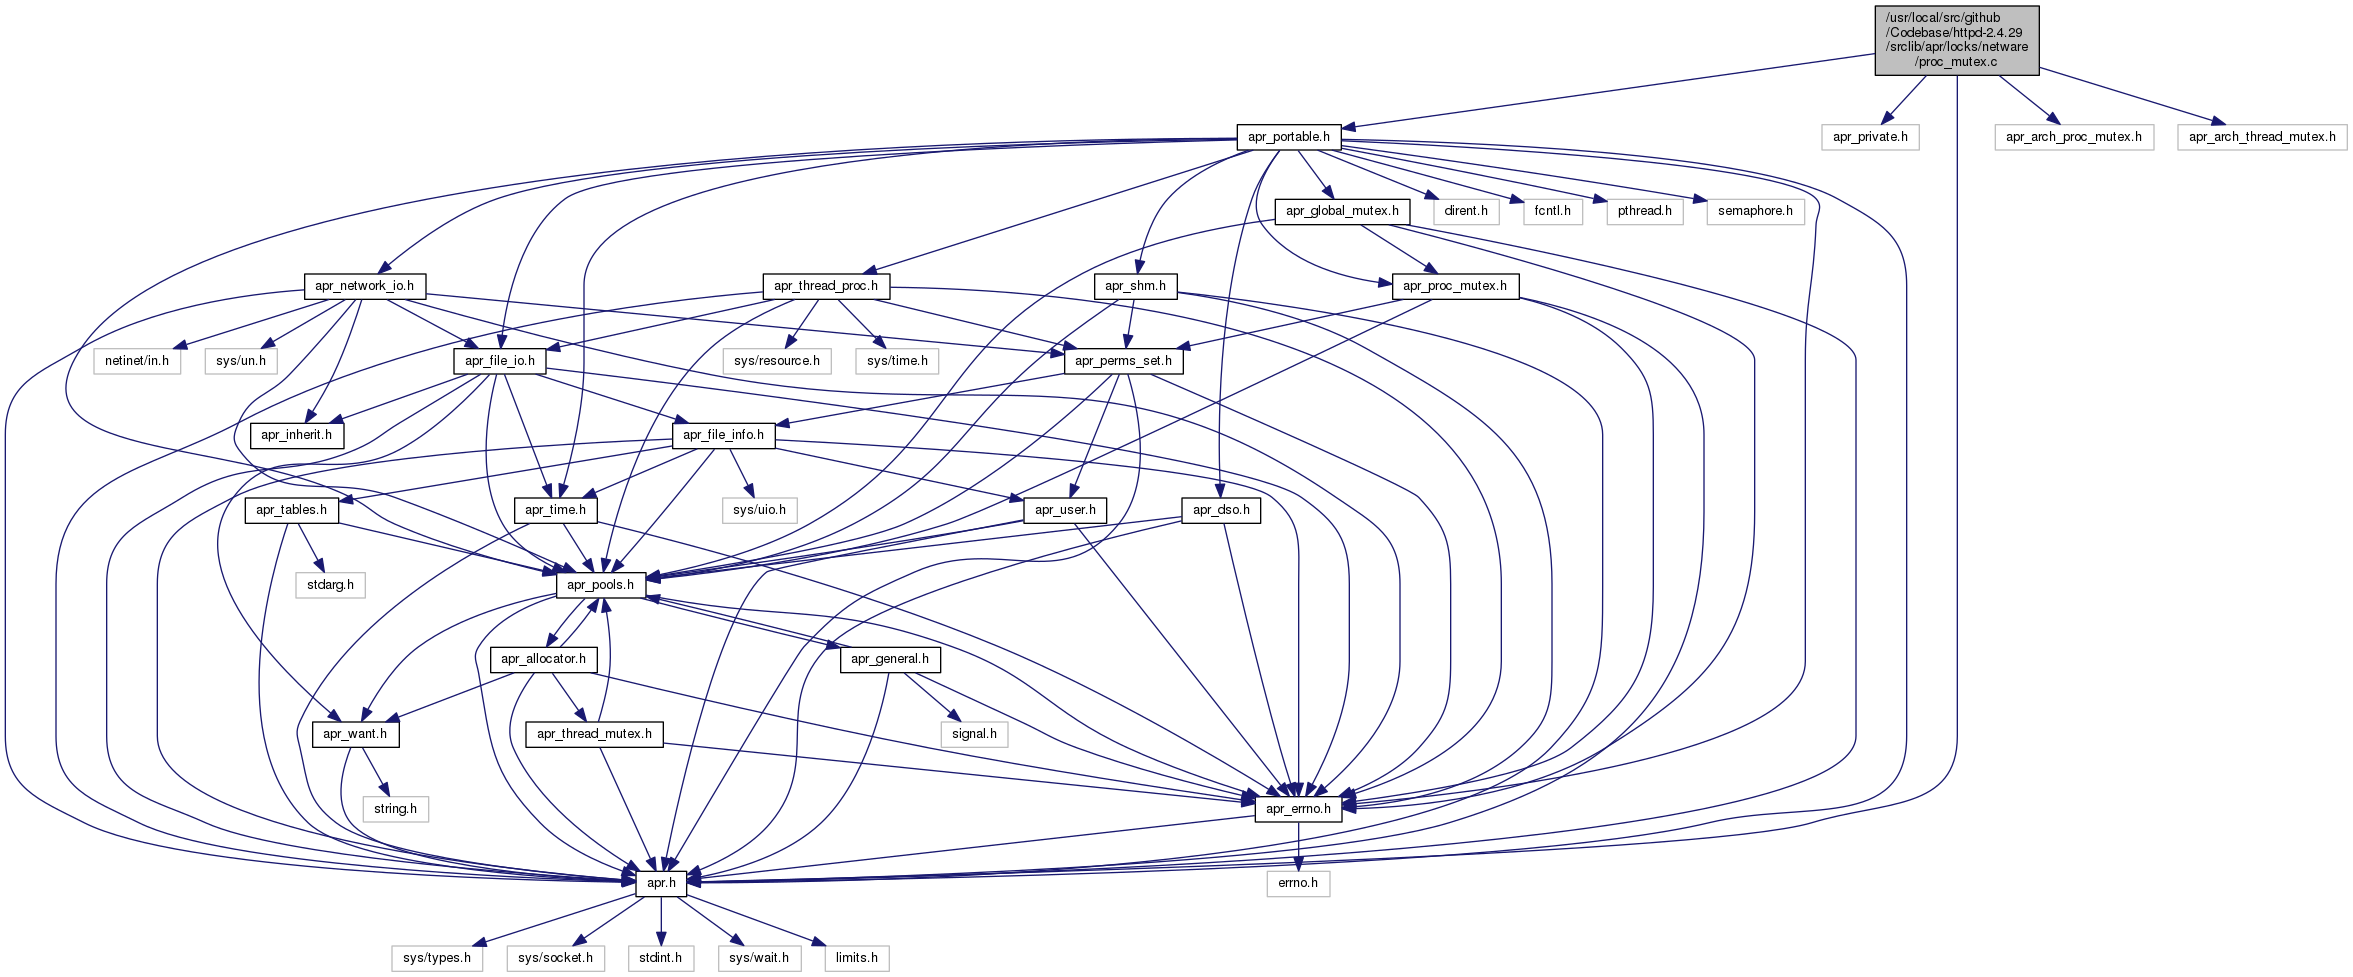 /usr/local/src/github
/Codebase/httpd-2.4.29
/srclib/apr/locks/netware
/proc_mutex.c
apr_portable.h
apr_private.h
apr_arch_proc_mutex.h
apr_arch_thread_mutex.h
apr_global_mutex.h
dirent.h
fcntl.h
pthread.h
semaphore.h
apr_network_io.h
apr_thread_proc.h
apr_shm.h
apr_proc_mutex.h
netinet/in.h
sys/un.h
apr_file_io.h
sys/resource.h
sys/time.h
apr_perms_set.h
apr_inherit.h
apr_file_info.h
apr_tables.h
apr_time.h
sys/uio.h
apr_user.h
apr_dso.h
stdarg.h
apr_pools.h
apr_allocator.h
apr_general.h
apr_want.h
apr_thread_mutex.h
signal.h
string.h
apr_errno.h
apr.h
errno.h
sys/types.h
sys/socket.h
stdint.h
sys/wait.h
limits.h